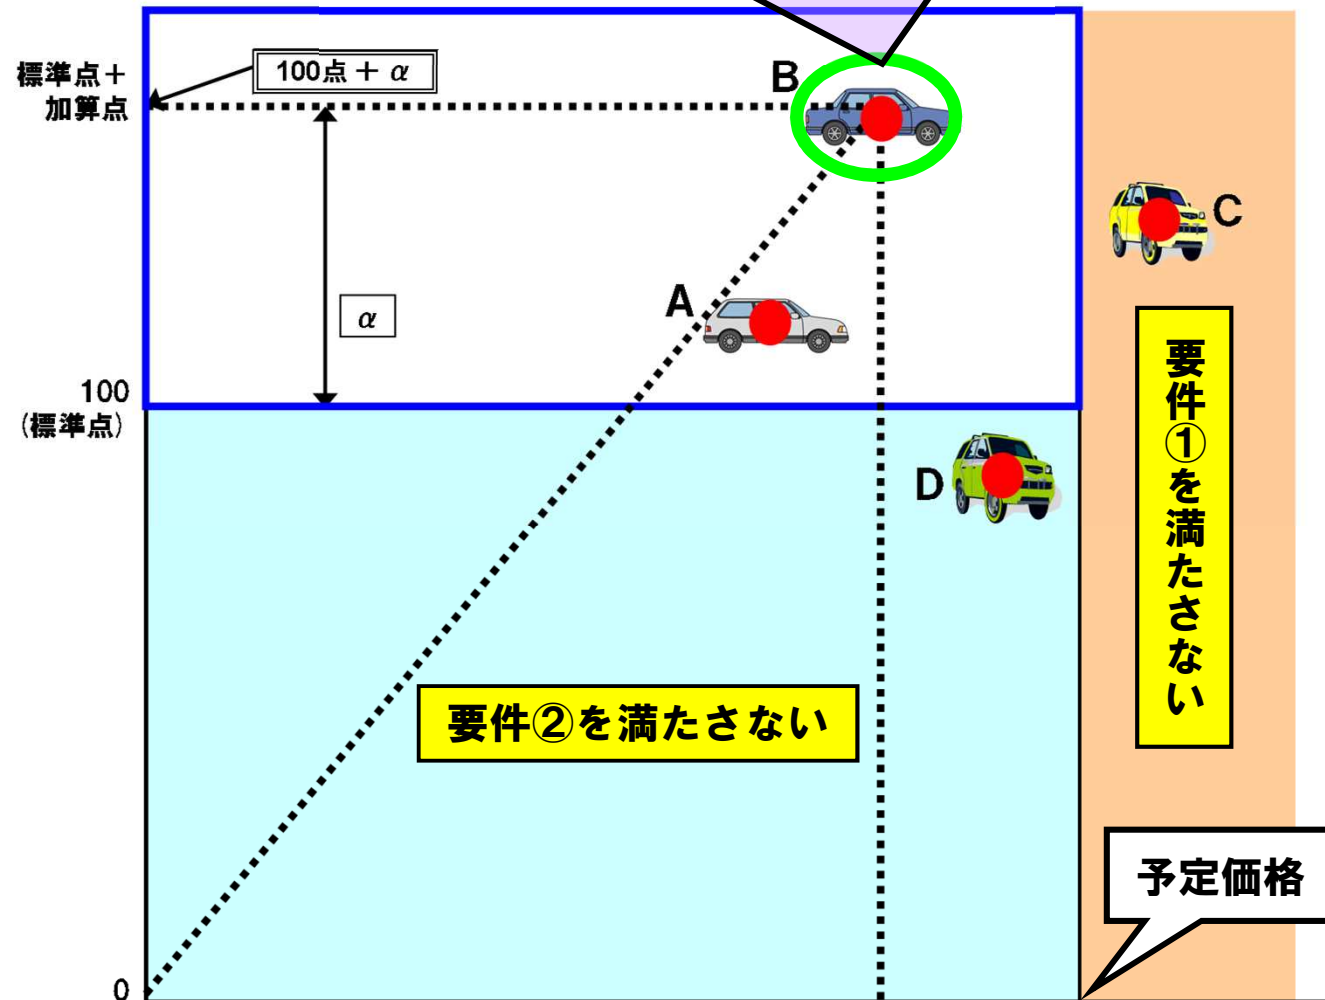 標準点＋
加算点
100点 + α
B
C
A
α
100
(標準点)
D
要件①を満たさない
要件②を満たさない
予定価格
0